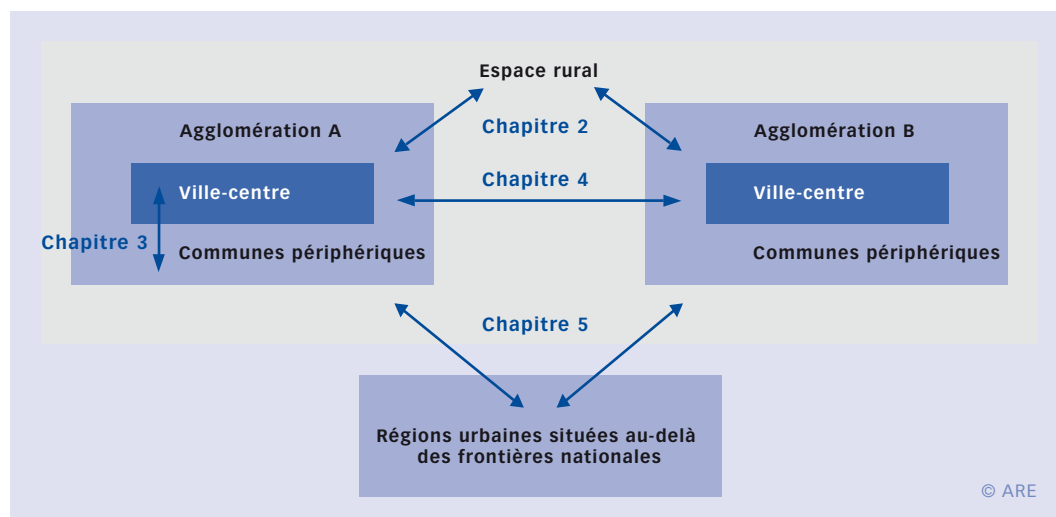 Espace rural
Agglomération A
Chapitre 2
Agglomération B
Ville-centre
Chapitre 4
Ville-centre
Chapitre 3
Communes périphériques
Communes périphériques
Chapitre 5
Régions urbaines situées au-delà
des frontières nationales
© ARE